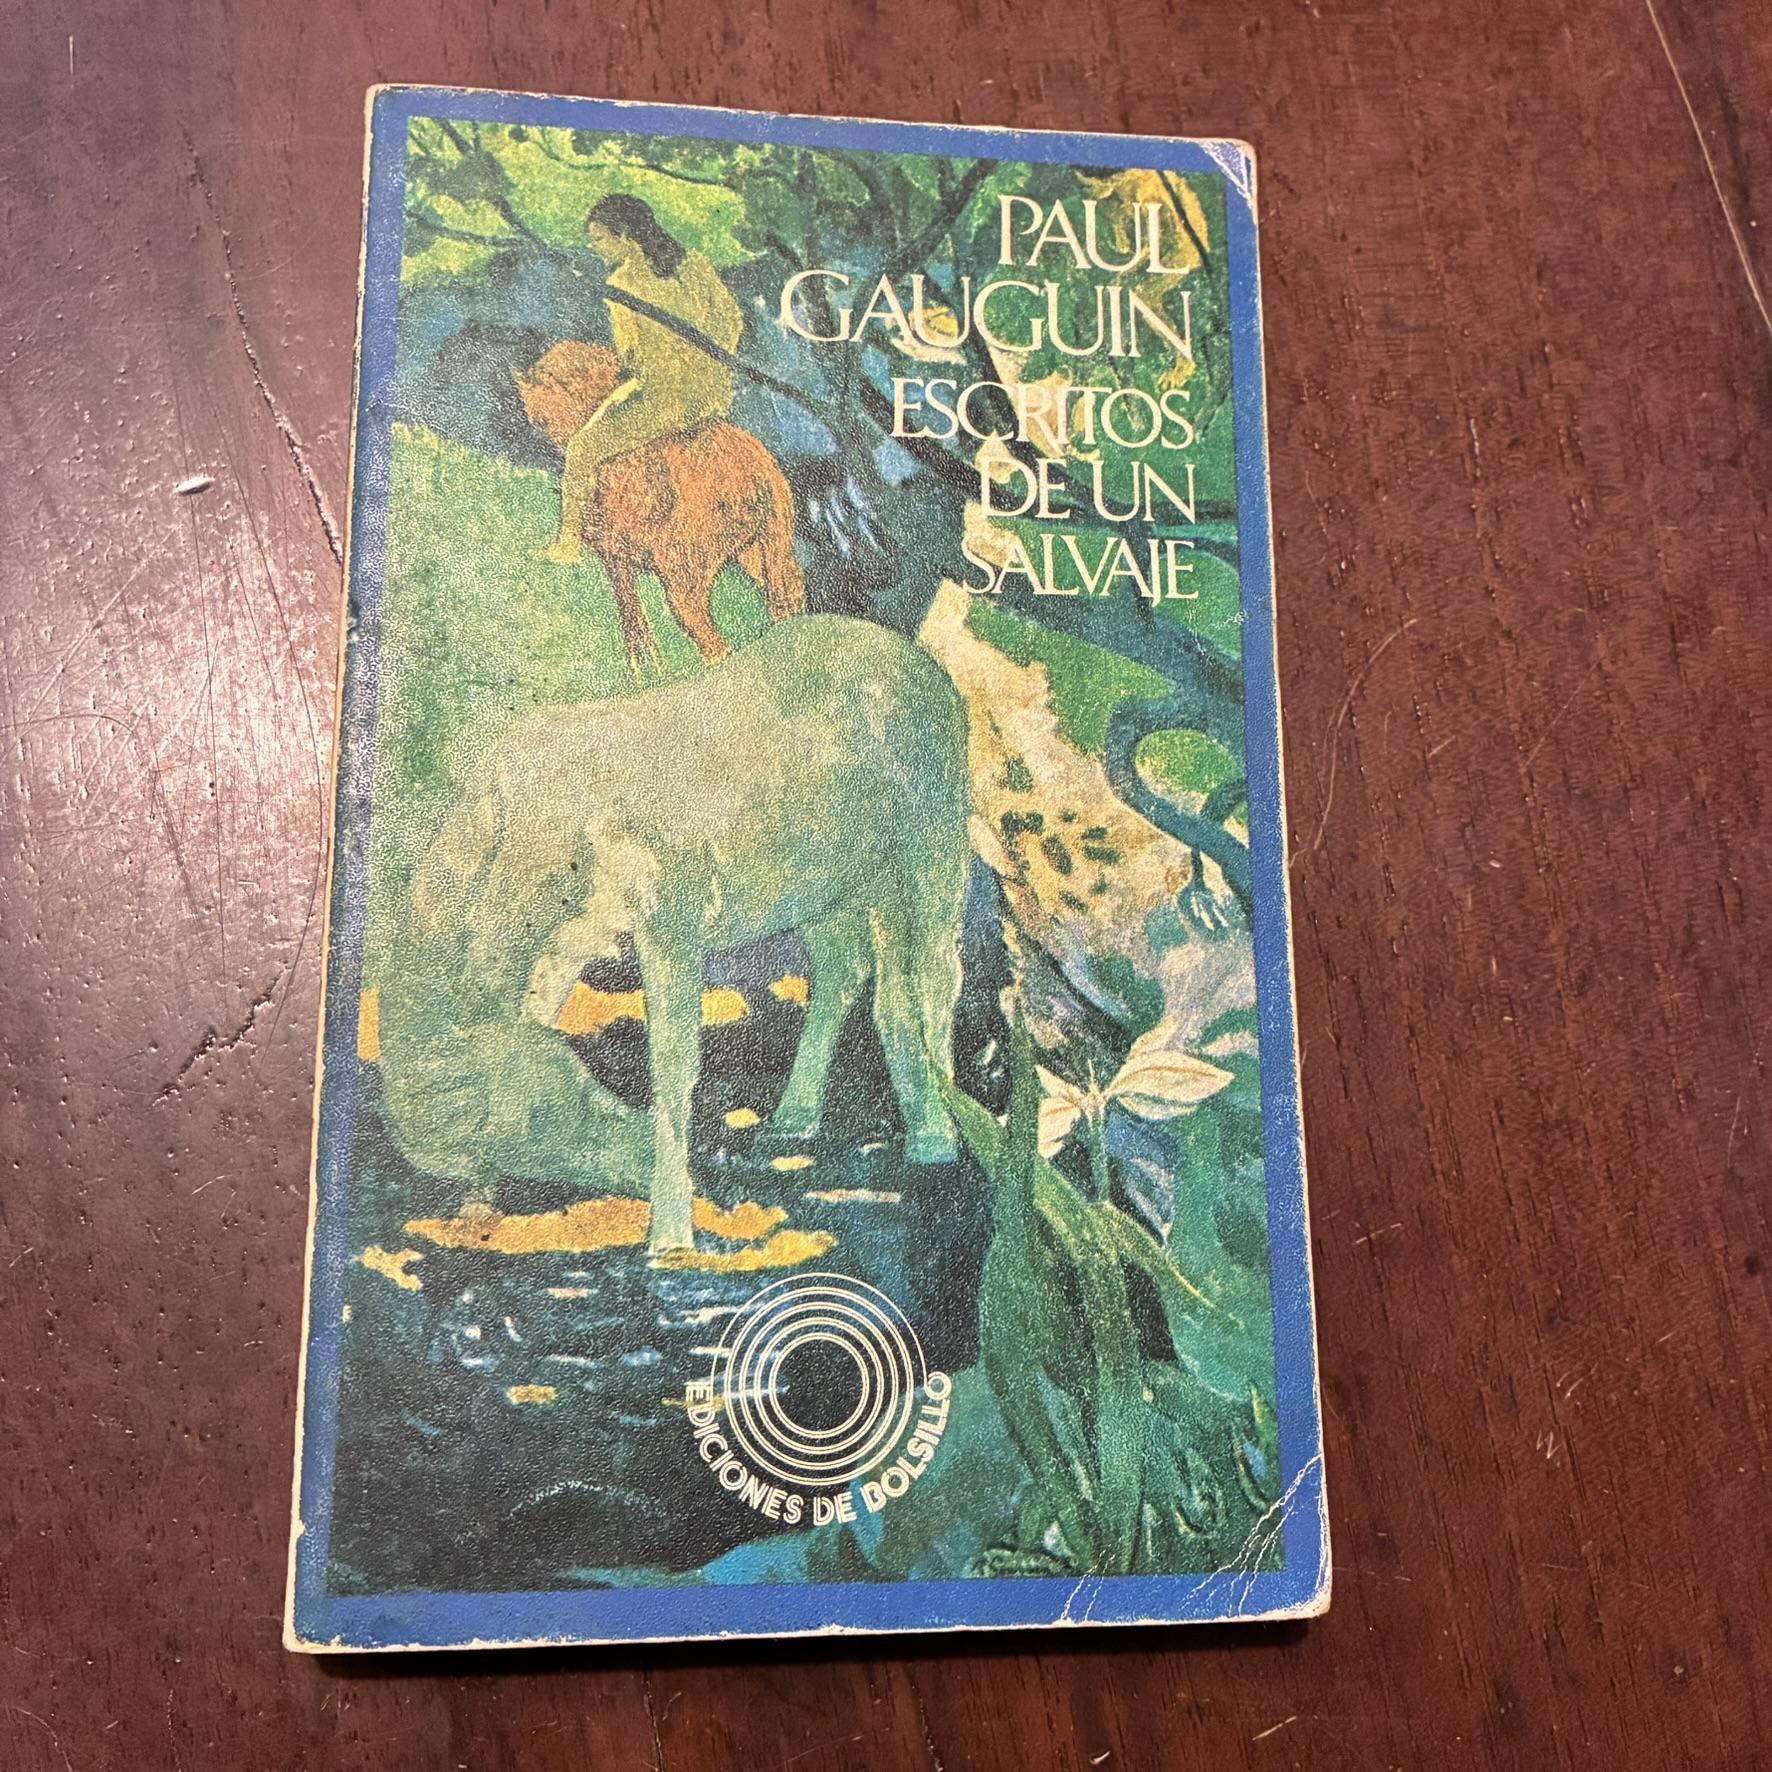 PAUL
GAUGUIN
ESCRITOS
DE UN
SALVAJE
EDICIONES DE BOLSILLO